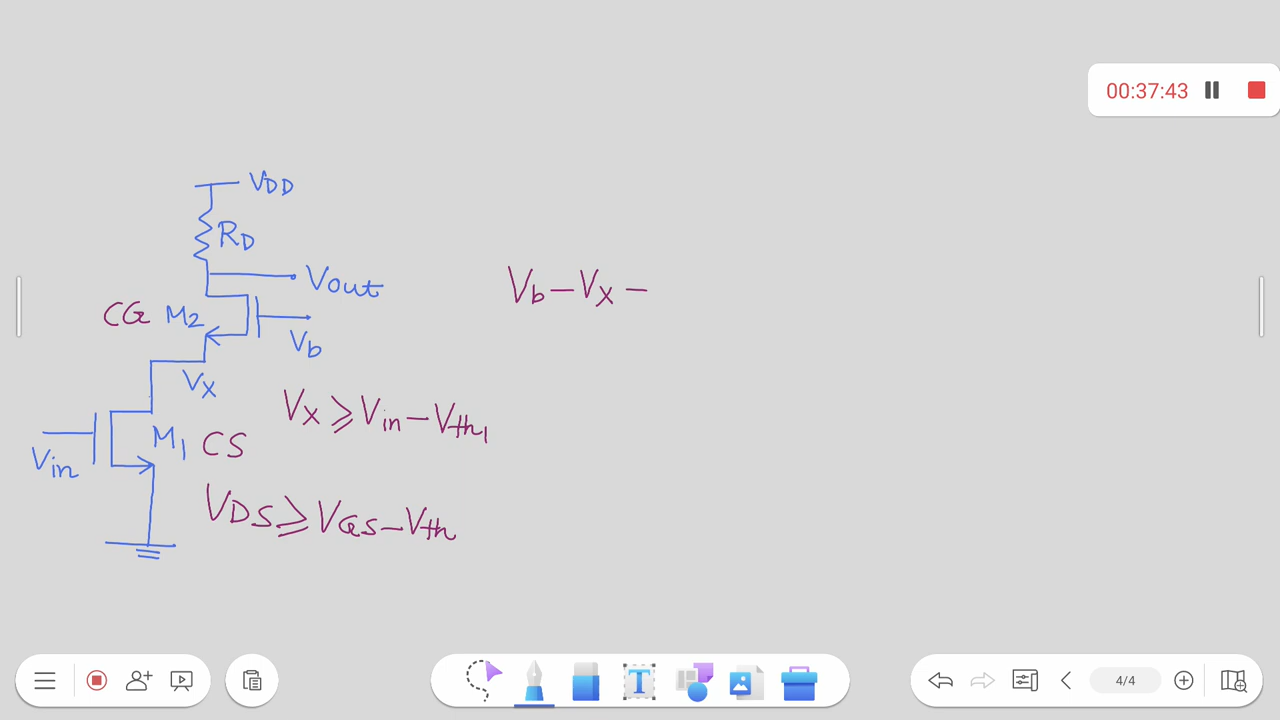 00:37:43
VDD
RD
Vout
Vb–VX–
CG M2
Vb
VX
VX ⩾ Vin – Vth1
M1 CS
Vin
VDS ⩾ VGS – Vth
T
4/4